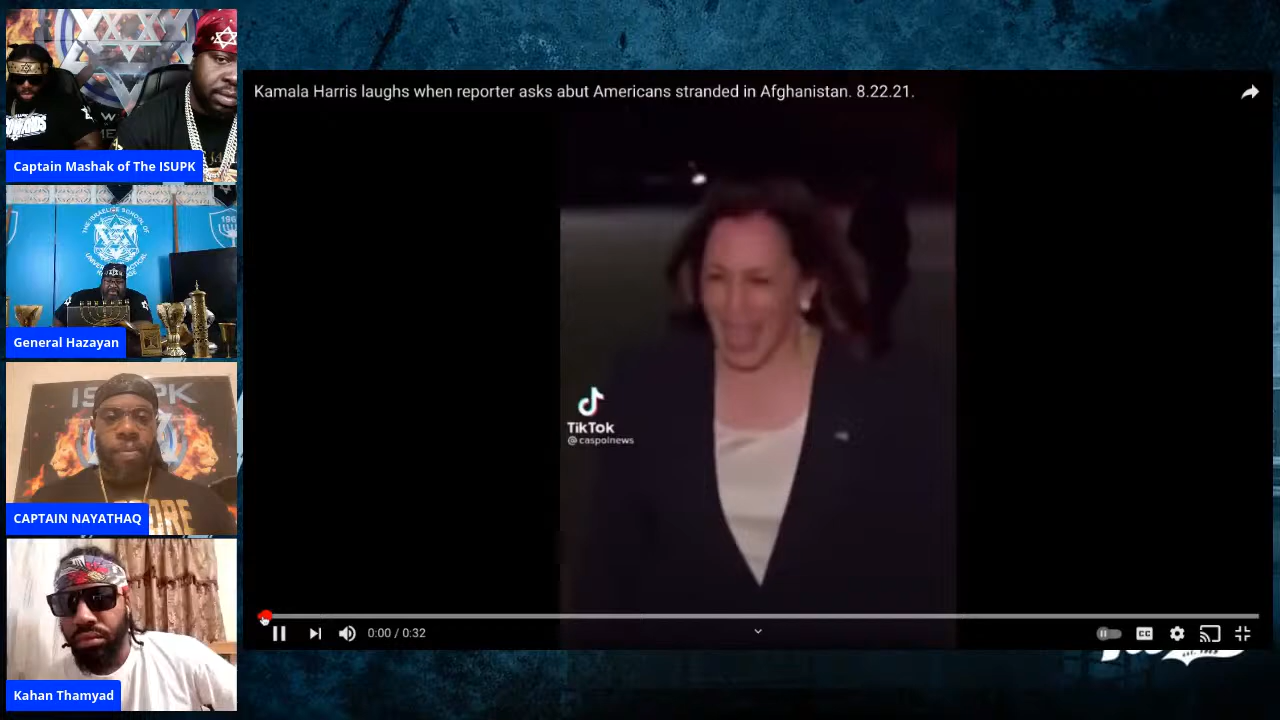 Captain Mashak of The ISUPK
General Hazayan
ISUPK
CAPTAIN NAYATHAQ
Kahan Thamyad
Kamala Harris laughs when reporter asks abut Americans stranded in Afghanistan. 8.22.21.
TikTok
@caspolnews
0:00 / 0:32
CC